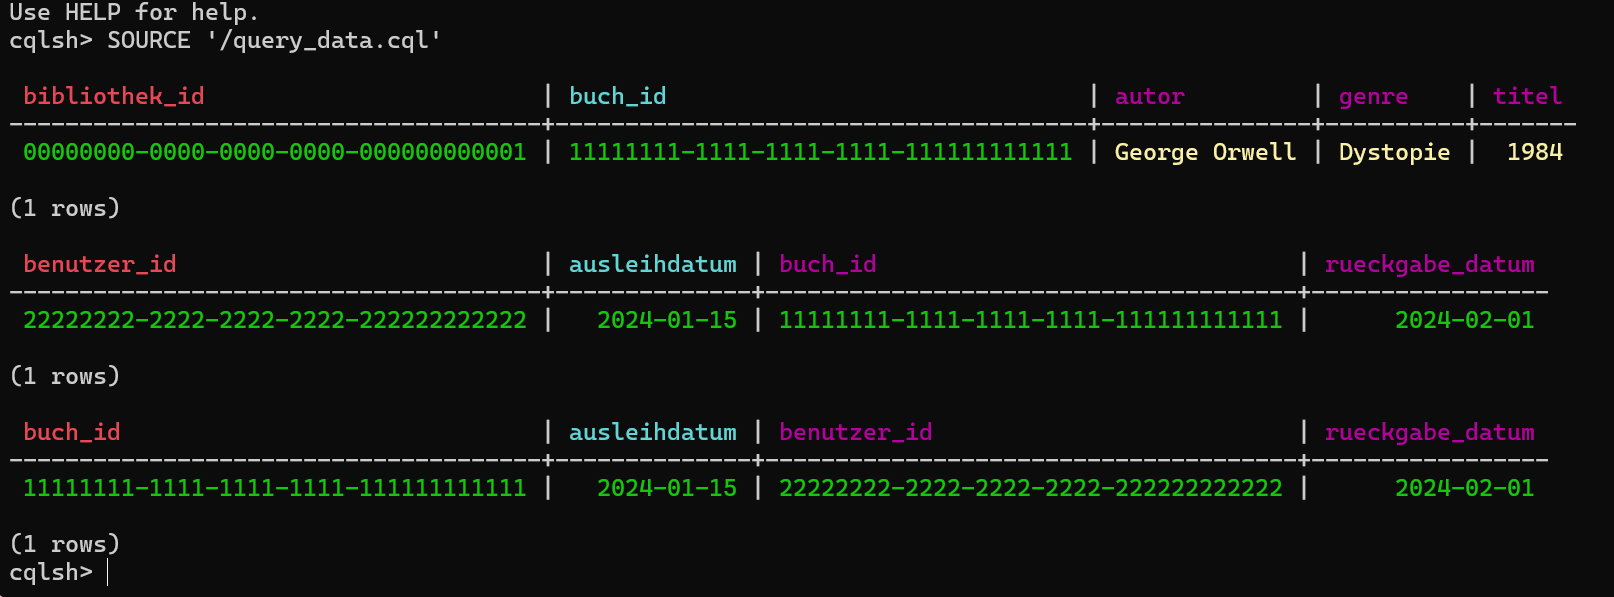 Use HELP for help.
cqlsh> SOURCE '/query_data.cql'
bibliothek_id | buch_id | autor | genre | titel
--------------------------------------+--------------------------------------+---------------+----------+-------
00000000-0000-0000-0000-000000000001 | 11111111-1111-1111-1111-111111111111 | George Orwell | Dystopie | 1984
(1 rows)
benutzer_id | ausleihdatum | buch_id | rueckgabe_datum
--------------------------------------+--------------+--------------------------------------+-----------------
22222222-2222-2222-2222-222222222222 | 2024-01-15 | 11111111-1111-1111-1111-111111111111 | 2024-02-01
(1 rows)
buch_id | ausleihdatum | benutzer_id | rueckgabe_datum
--------------------------------------+--------------+--------------------------------------+-----------------
11111111-1111-1111-1111-111111111111 | 2024-01-15 | 22222222-2222-2222-2222-222222222222 | 2024-02-01
(1 rows)
cqlsh>